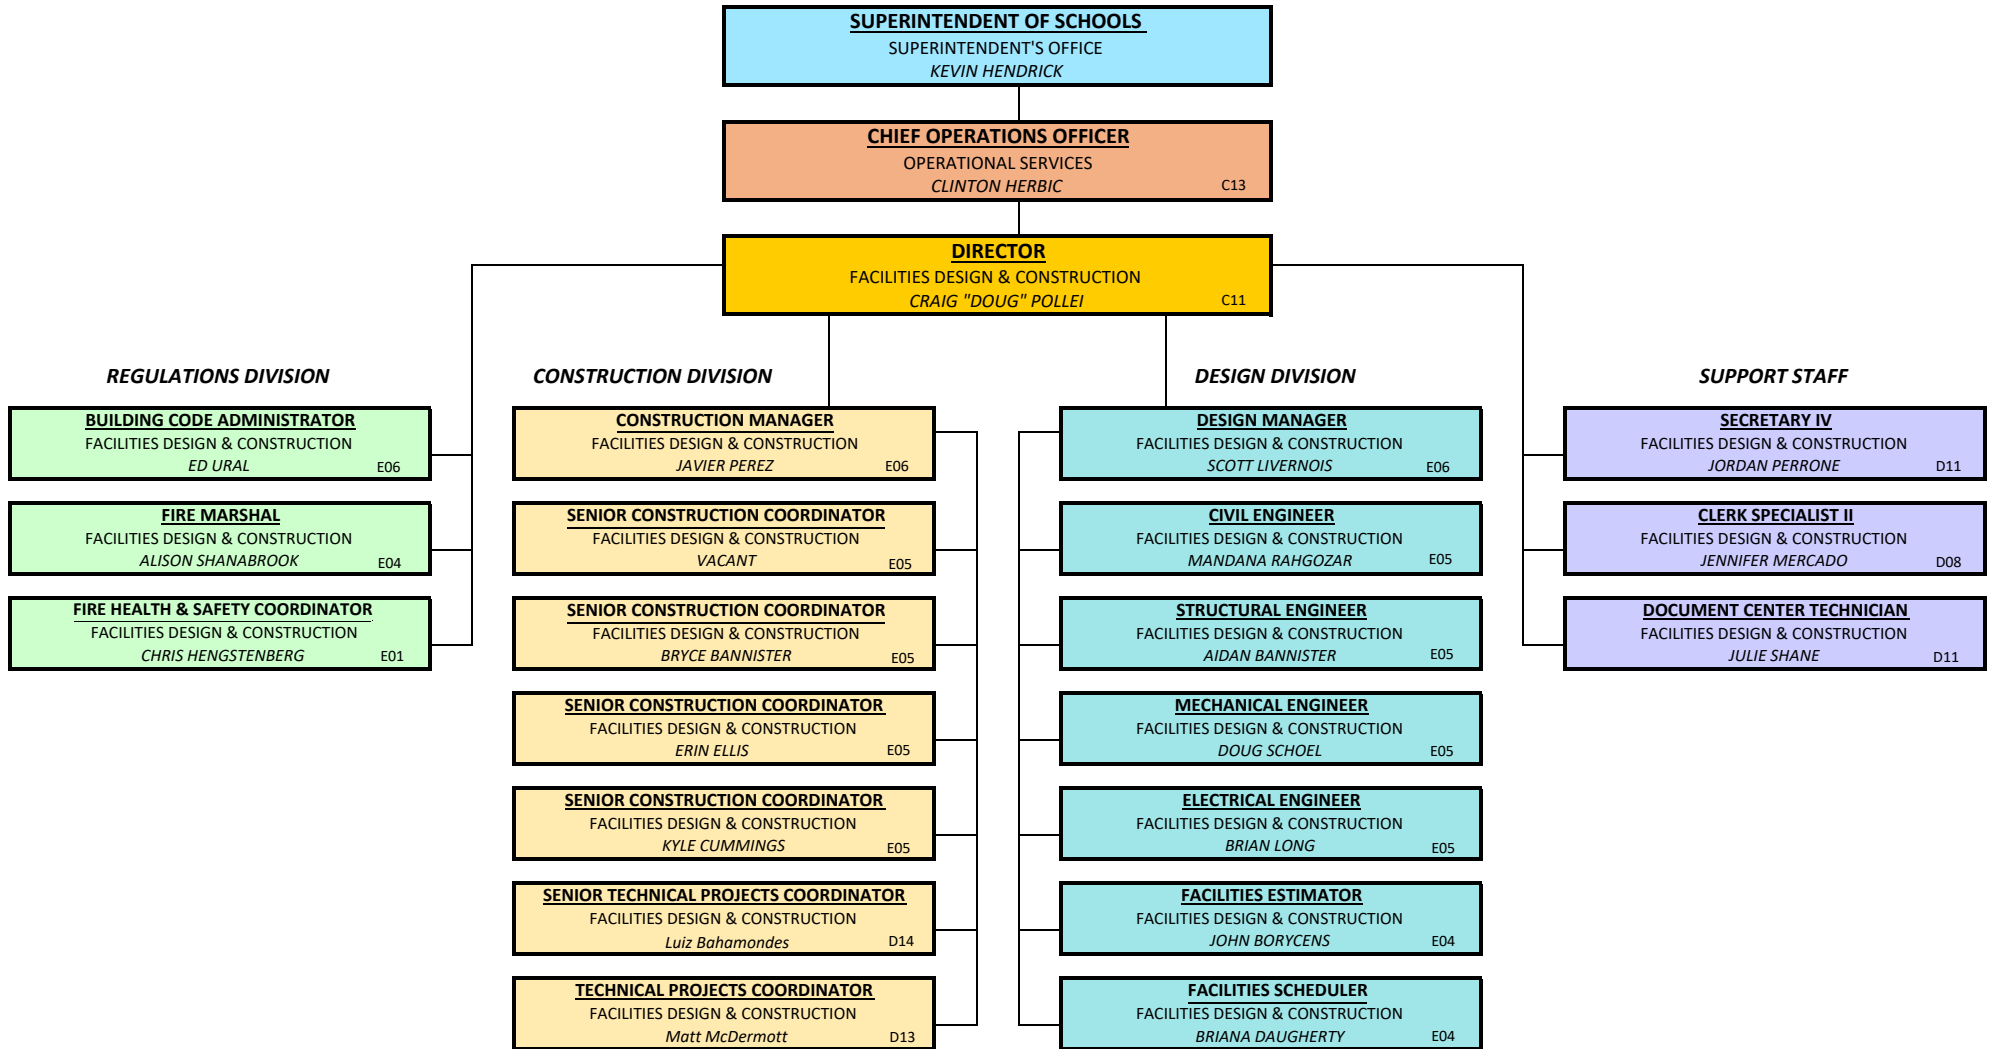 SUPERINTENDENT OF SCHOOLS
SUPERINTENDENT'S OFFICE
KEVIN HENDRICK
CHIEF OPERATIONS OFFICER
OPERATIONAL SERVICES
CLINTON HERBIC C13
DIRECTOR
FACILITIES DESIGN & CONSTRUCTION
CRAIG "DOUG" POLLEI C11
REGULATIONS DIVISION
BUILDING CODE ADMINISTRATOR
FACILITIES DESIGN & CONSTRUCTION
ED URAL E06
FIRE MARSHAL
FACILITIES DESIGN & CONSTRUCTION
ALISON SHANABROOK E04
FIRE HEALTH & SAFETY COORDINATOR
FACILITIES DESIGN & CONSTRUCTION
CHRIS HENGSTENBERG E01
CONSTRUCTION DIVISION
CONSTRUCTION MANAGER
FACILITIES DESIGN & CONSTRUCTION
JAVIER PEREZ E06
SENIOR CONSTRUCTION COORDINATOR
FACILITIES DESIGN & CONSTRUCTION
VACANT E05
SENIOR CONSTRUCTION COORDINATOR
FACILITIES DESIGN & CONSTRUCTION
BRYCE BANNISTER E05
SENIOR CONSTRUCTION COORDINATOR
FACILITIES DESIGN & CONSTRUCTION
ERIN ELLIS E05
SENIOR CONSTRUCTION COORDINATOR
FACILITIES DESIGN & CONSTRUCTION
KYLE CUMMINGS E05
SENIOR TECHNICAL PROJECTS COORDINATOR
FACILITIES DESIGN & CONSTRUCTION
Luiz Bahamondes D14
TECHNICAL PROJECTS COORDINATOR
FACILITIES DESIGN & CONSTRUCTION
Matt McDermott D13
DESIGN DIVISION
DESIGN MANAGER
FACILITIES DESIGN & CONSTRUCTION
SCOTT LIVERNOIS E06
CIVIL ENGINEER
FACILITIES DESIGN & CONSTRUCTION
MANDANA RAHGOZAR E05
STRUCTURAL ENGINEER
FACILITIES DESIGN & CONSTRUCTION
AIDAN BANNISTER E05
MECHANICAL ENGINEER
FACILITIES DESIGN & CONSTRUCTION
DOUG SCHOEL E05
ELECTRICAL ENGINEER
FACILITIES DESIGN & CONSTRUCTION
BRIAN LONG E05
FACILITIES ESTIMATOR
FACILITIES DESIGN & CONSTRUCTION
JOHN BORYCENS E04
FACILITIES SCHEDULER
FACILITIES DESIGN & CONSTRUCTION
BRIANA DAUGHERTY E04
SUPPORT STAFF
SECRETARY IV
FACILITIES DESIGN & CONSTRUCTION
JORDAN PERRONE D11
CLERK SPECIALIST II
FACILITIES DESIGN & CONSTRUCTION
JENNIFER MERCADO D08
DOCUMENT CENTER TECHNICIAN
FACILITIES DESIGN & CONSTRUCTION
JULIE SHANE D11